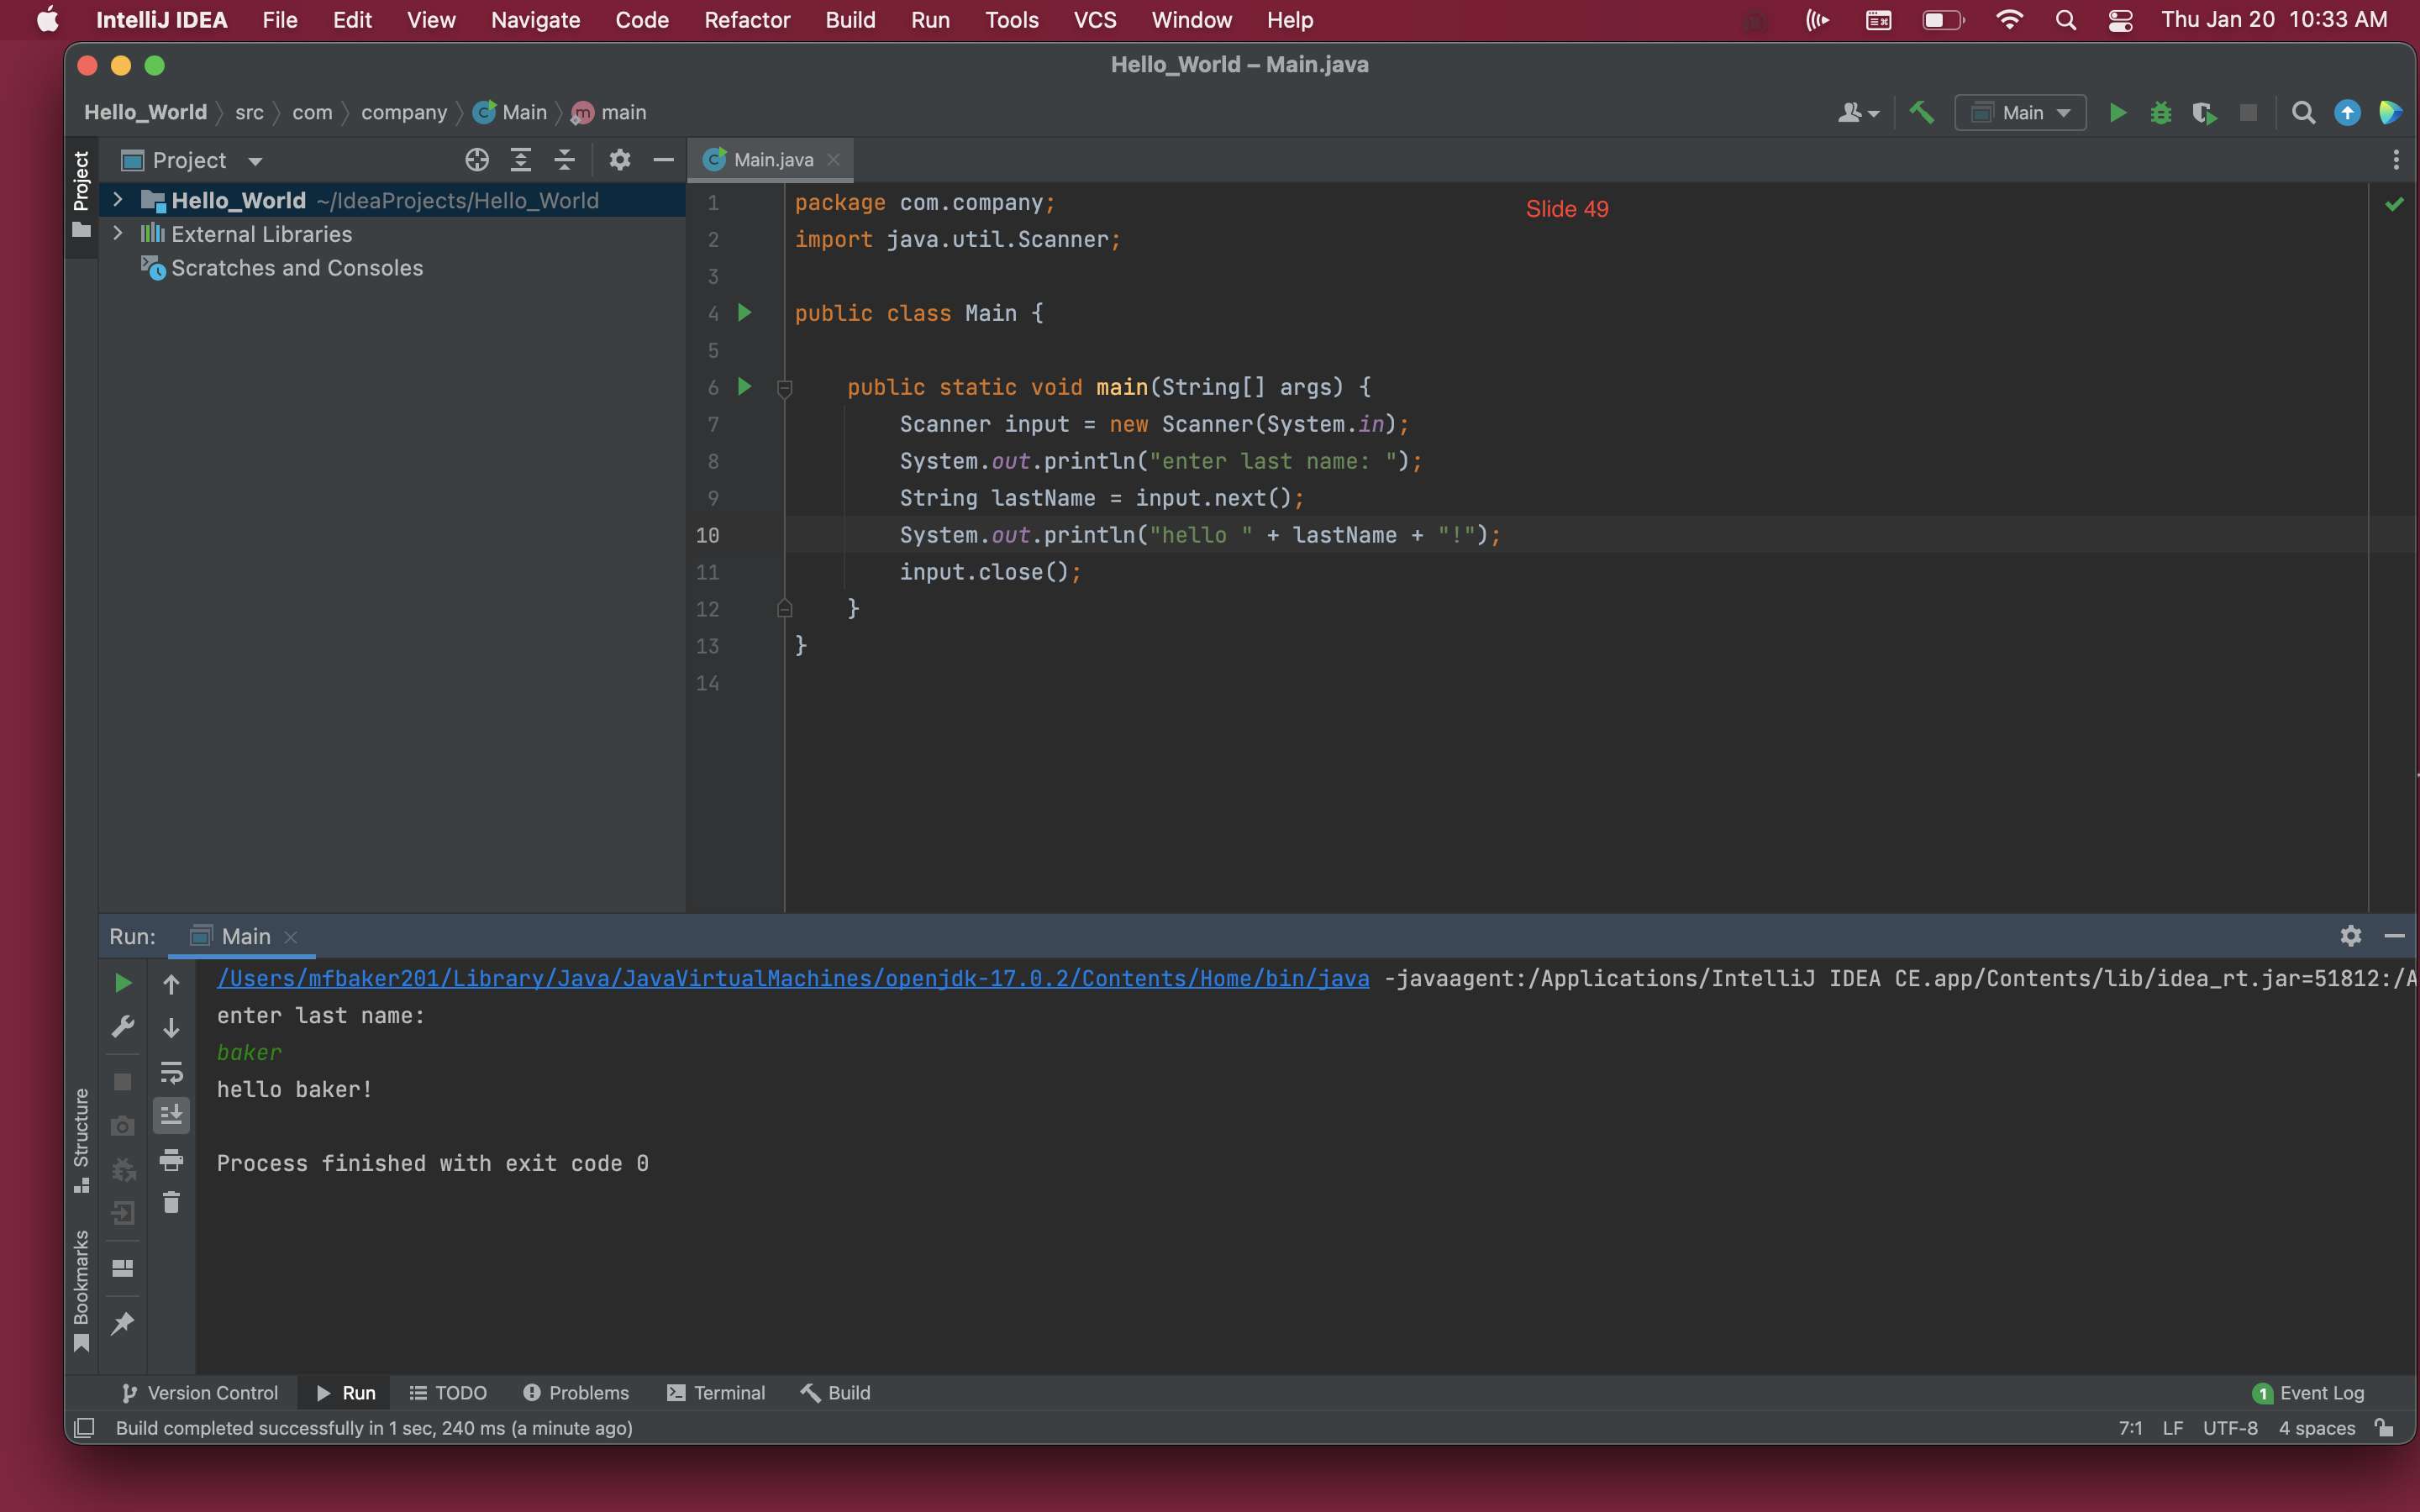 IntelliJ IDEA File Edit View Navigate Code Refactor Build Run Tools VCS Window Help Thu Jan 20 10:33 AM
Hello_World – Main.java
Hello_World src com company Main main
Main
Project
Project
Main.java
Hello_World ~/IdeaProjects/Hello_World
External Libraries
Scratches and Consoles
Slide 49
1 package com.company;
2 import java.util.Scanner;
3
4 public class Main {
5
6 public static void main(String[] args) {
7 Scanner input = new Scanner(System.in);
8 System.out.println("enter last name: ");
9 String lastName = input.next();
10 System.out.println("hello " + lastName + "!");
11 input.close();
12 }
13 }
14
Run: Main
/Users/mfbaker201/Library/Java/JavaVirtualMachines/openjdk-17.0.2/Contents/Home/bin/java -javaagent:/Applications/IntelliJ IDEA CE.app/Contents/lib/idea_rt.jar=51812:/A
enter last name:
baker
hello baker!
Process finished with exit code 0
Structure
Bookmarks
Version Control Run TODO Problems Terminal Build 1 Event Log
Build completed successfully in 1 sec, 240 ms (a minute ago) 7:1 LF UTF-8 4 spaces